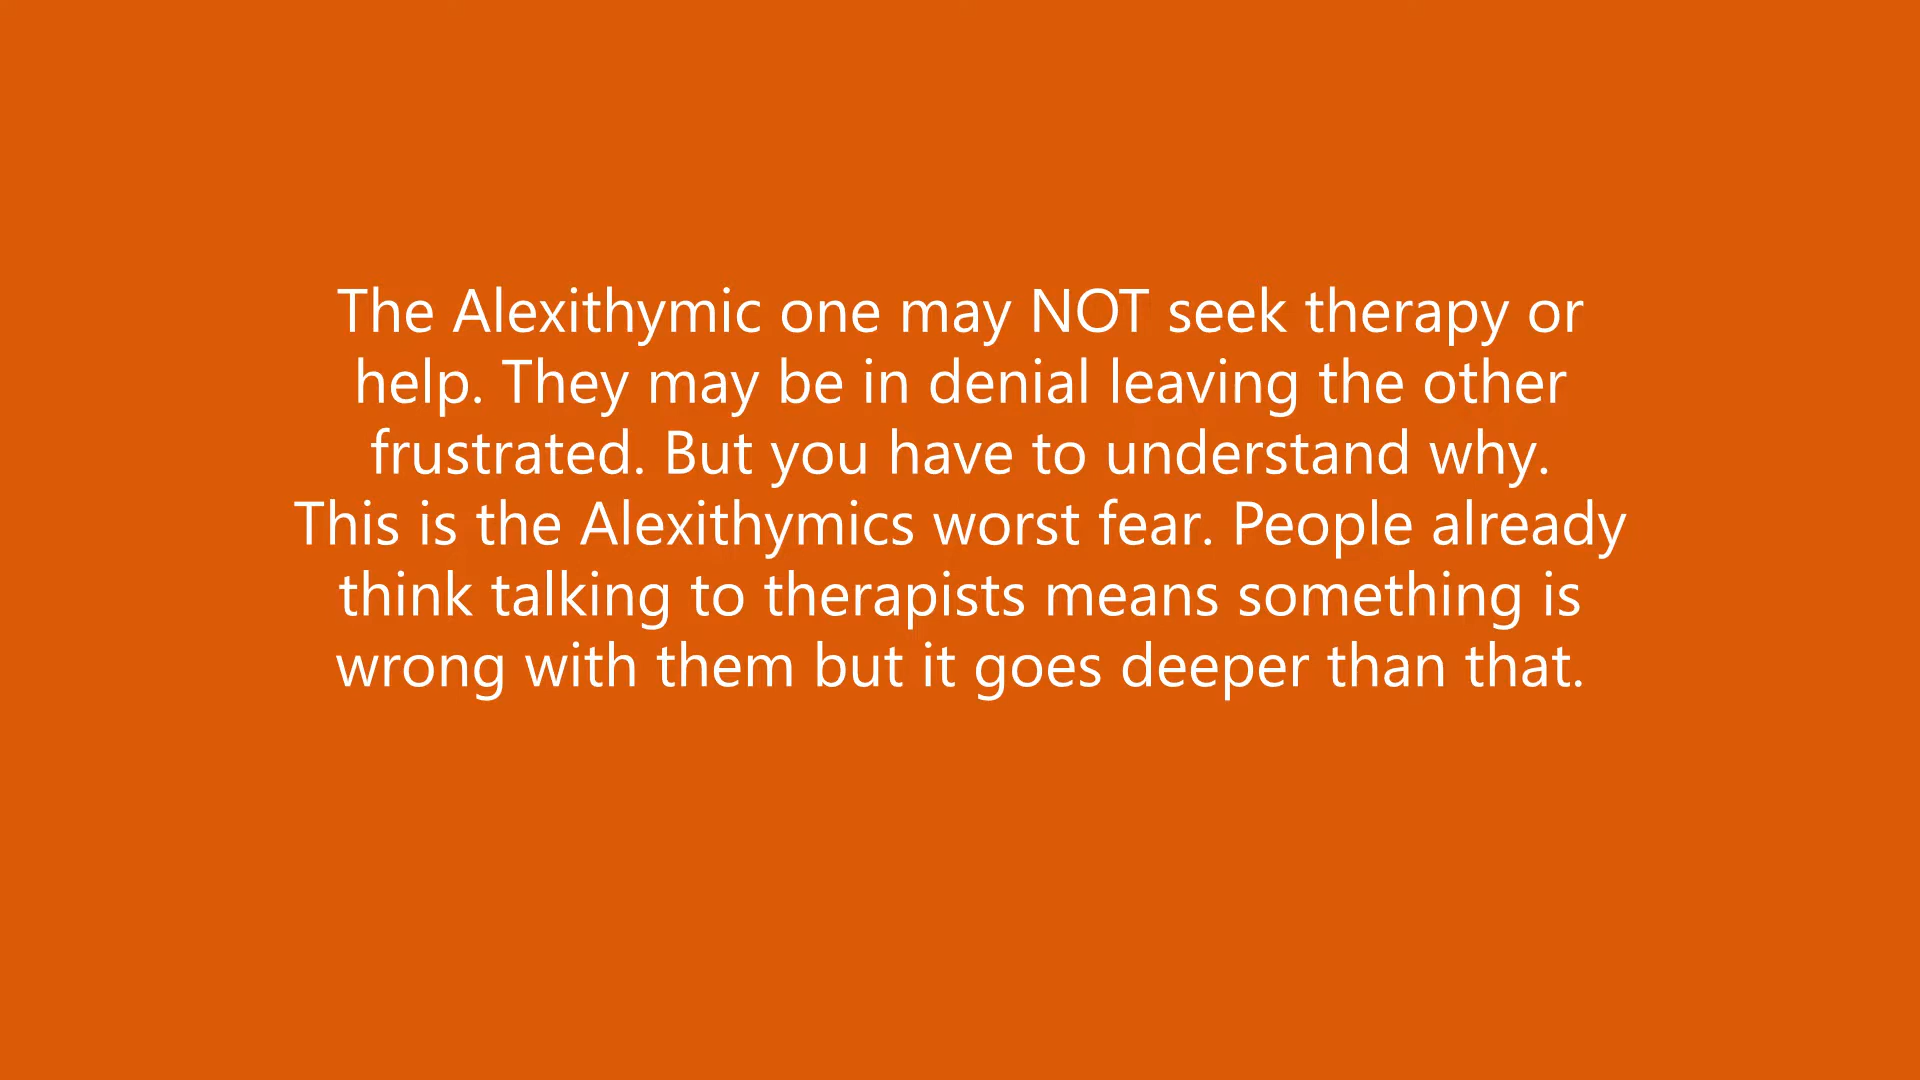 The Alexithymic one may NOT seek therapy or
help. They may be in denial leaving the other
frustrated. But you have to understand why.
This is the Alexithymics worst fear. People already
think talking to therapists means something is
wrong with them but it goes deeper than that.